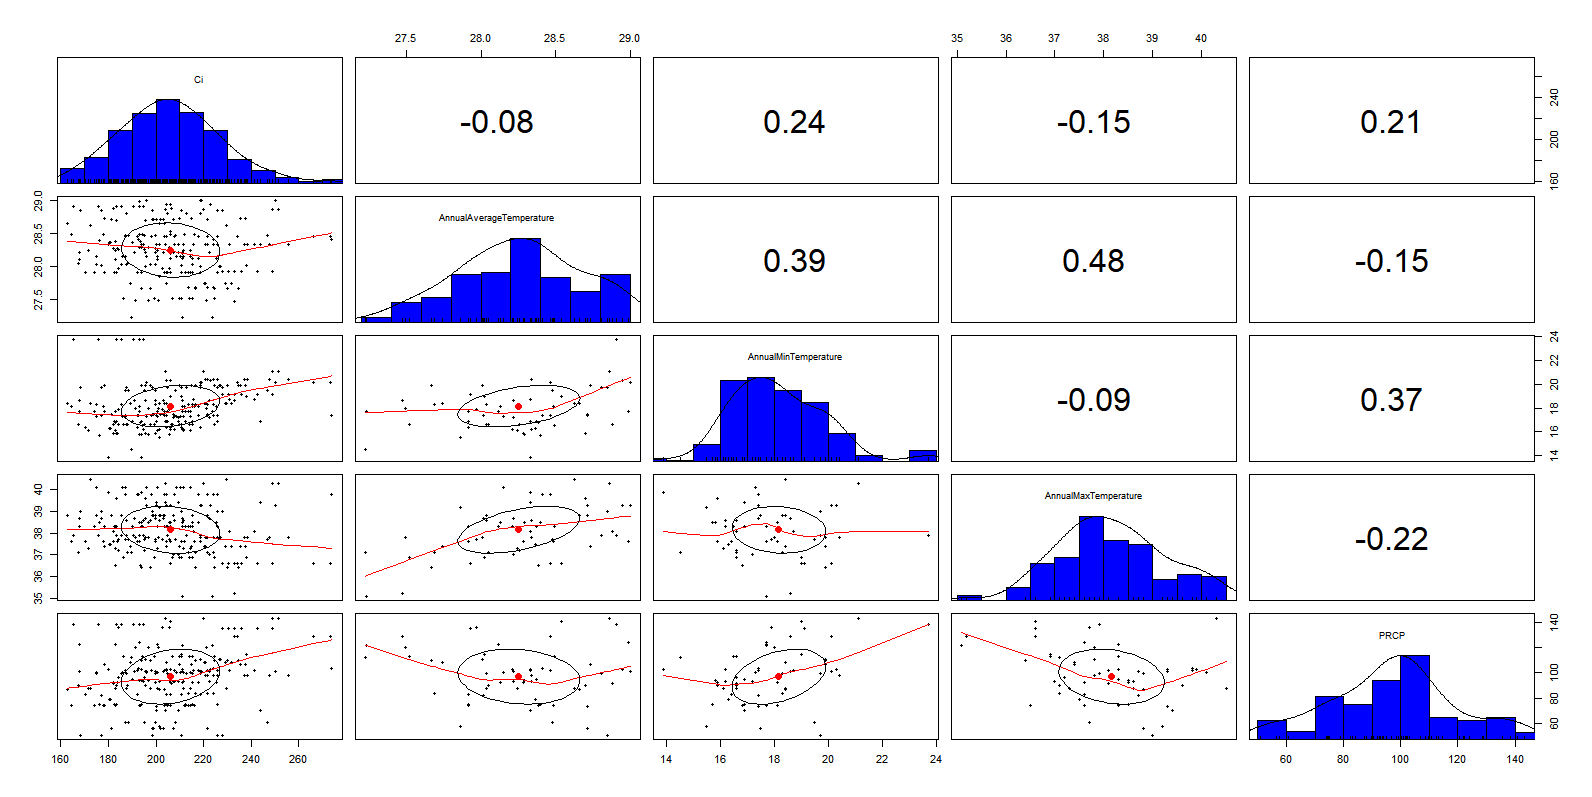 27.5 28.0 28.5 29.0 35 36 37 38 39 40
Ci
-0.08 0.24 -0.15 0.21
160 200 240
27.5 28.0 28.5 29.0
AnnualAverageTemperature
0.39 0.48 -0.15
AnnualMinTemperature
-0.09 0.37
14 16 18 20 22 24
35 36 37 38 39 40
AnnualMaxTemperature
-0.22
PRCP
60 80 100 140
160 200 220 240 260 14 16 18 20 22 24 60 80 100 120 140